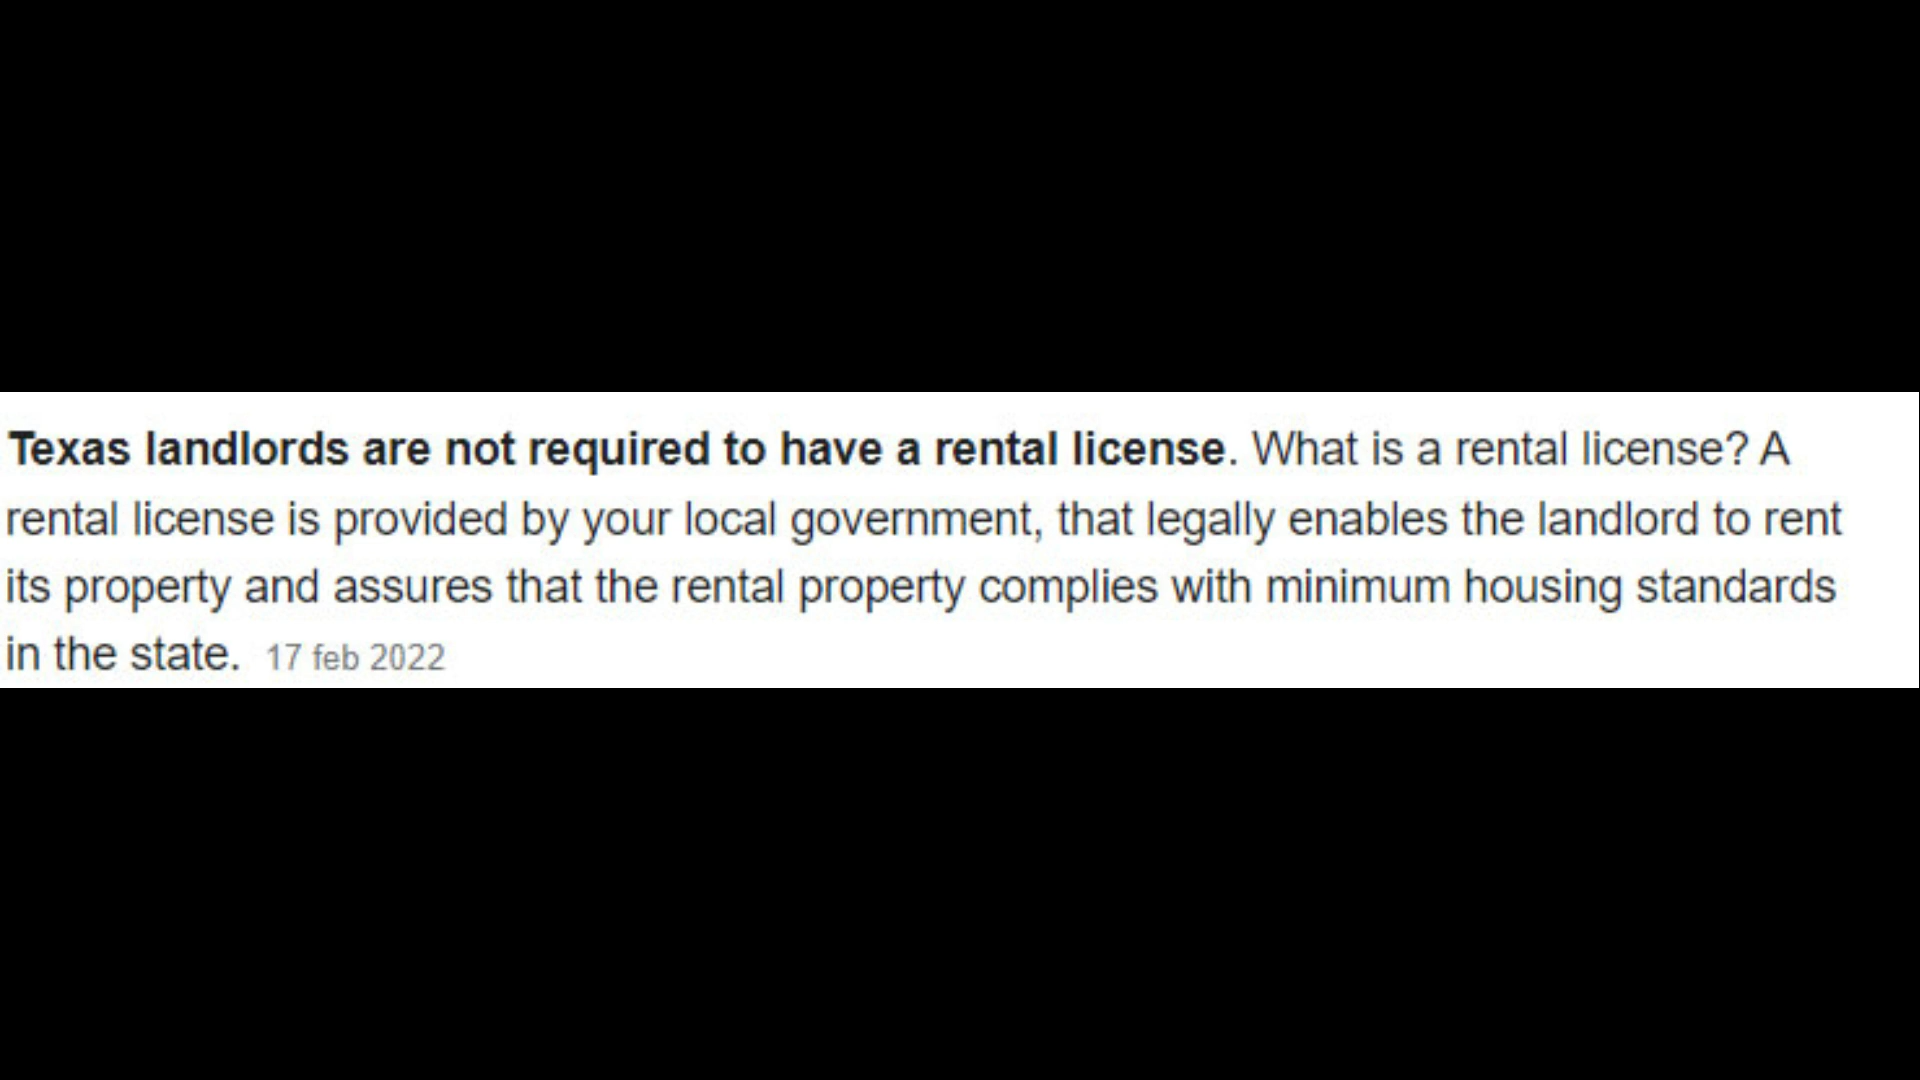 Texas landlords are not required to have a rental license. What is a rental license? A
rental license is provided by your local government, that legally enables the landlord to rent
its property and assures that the rental property complies with minimum housing standards
in the state. 17 feb 2022